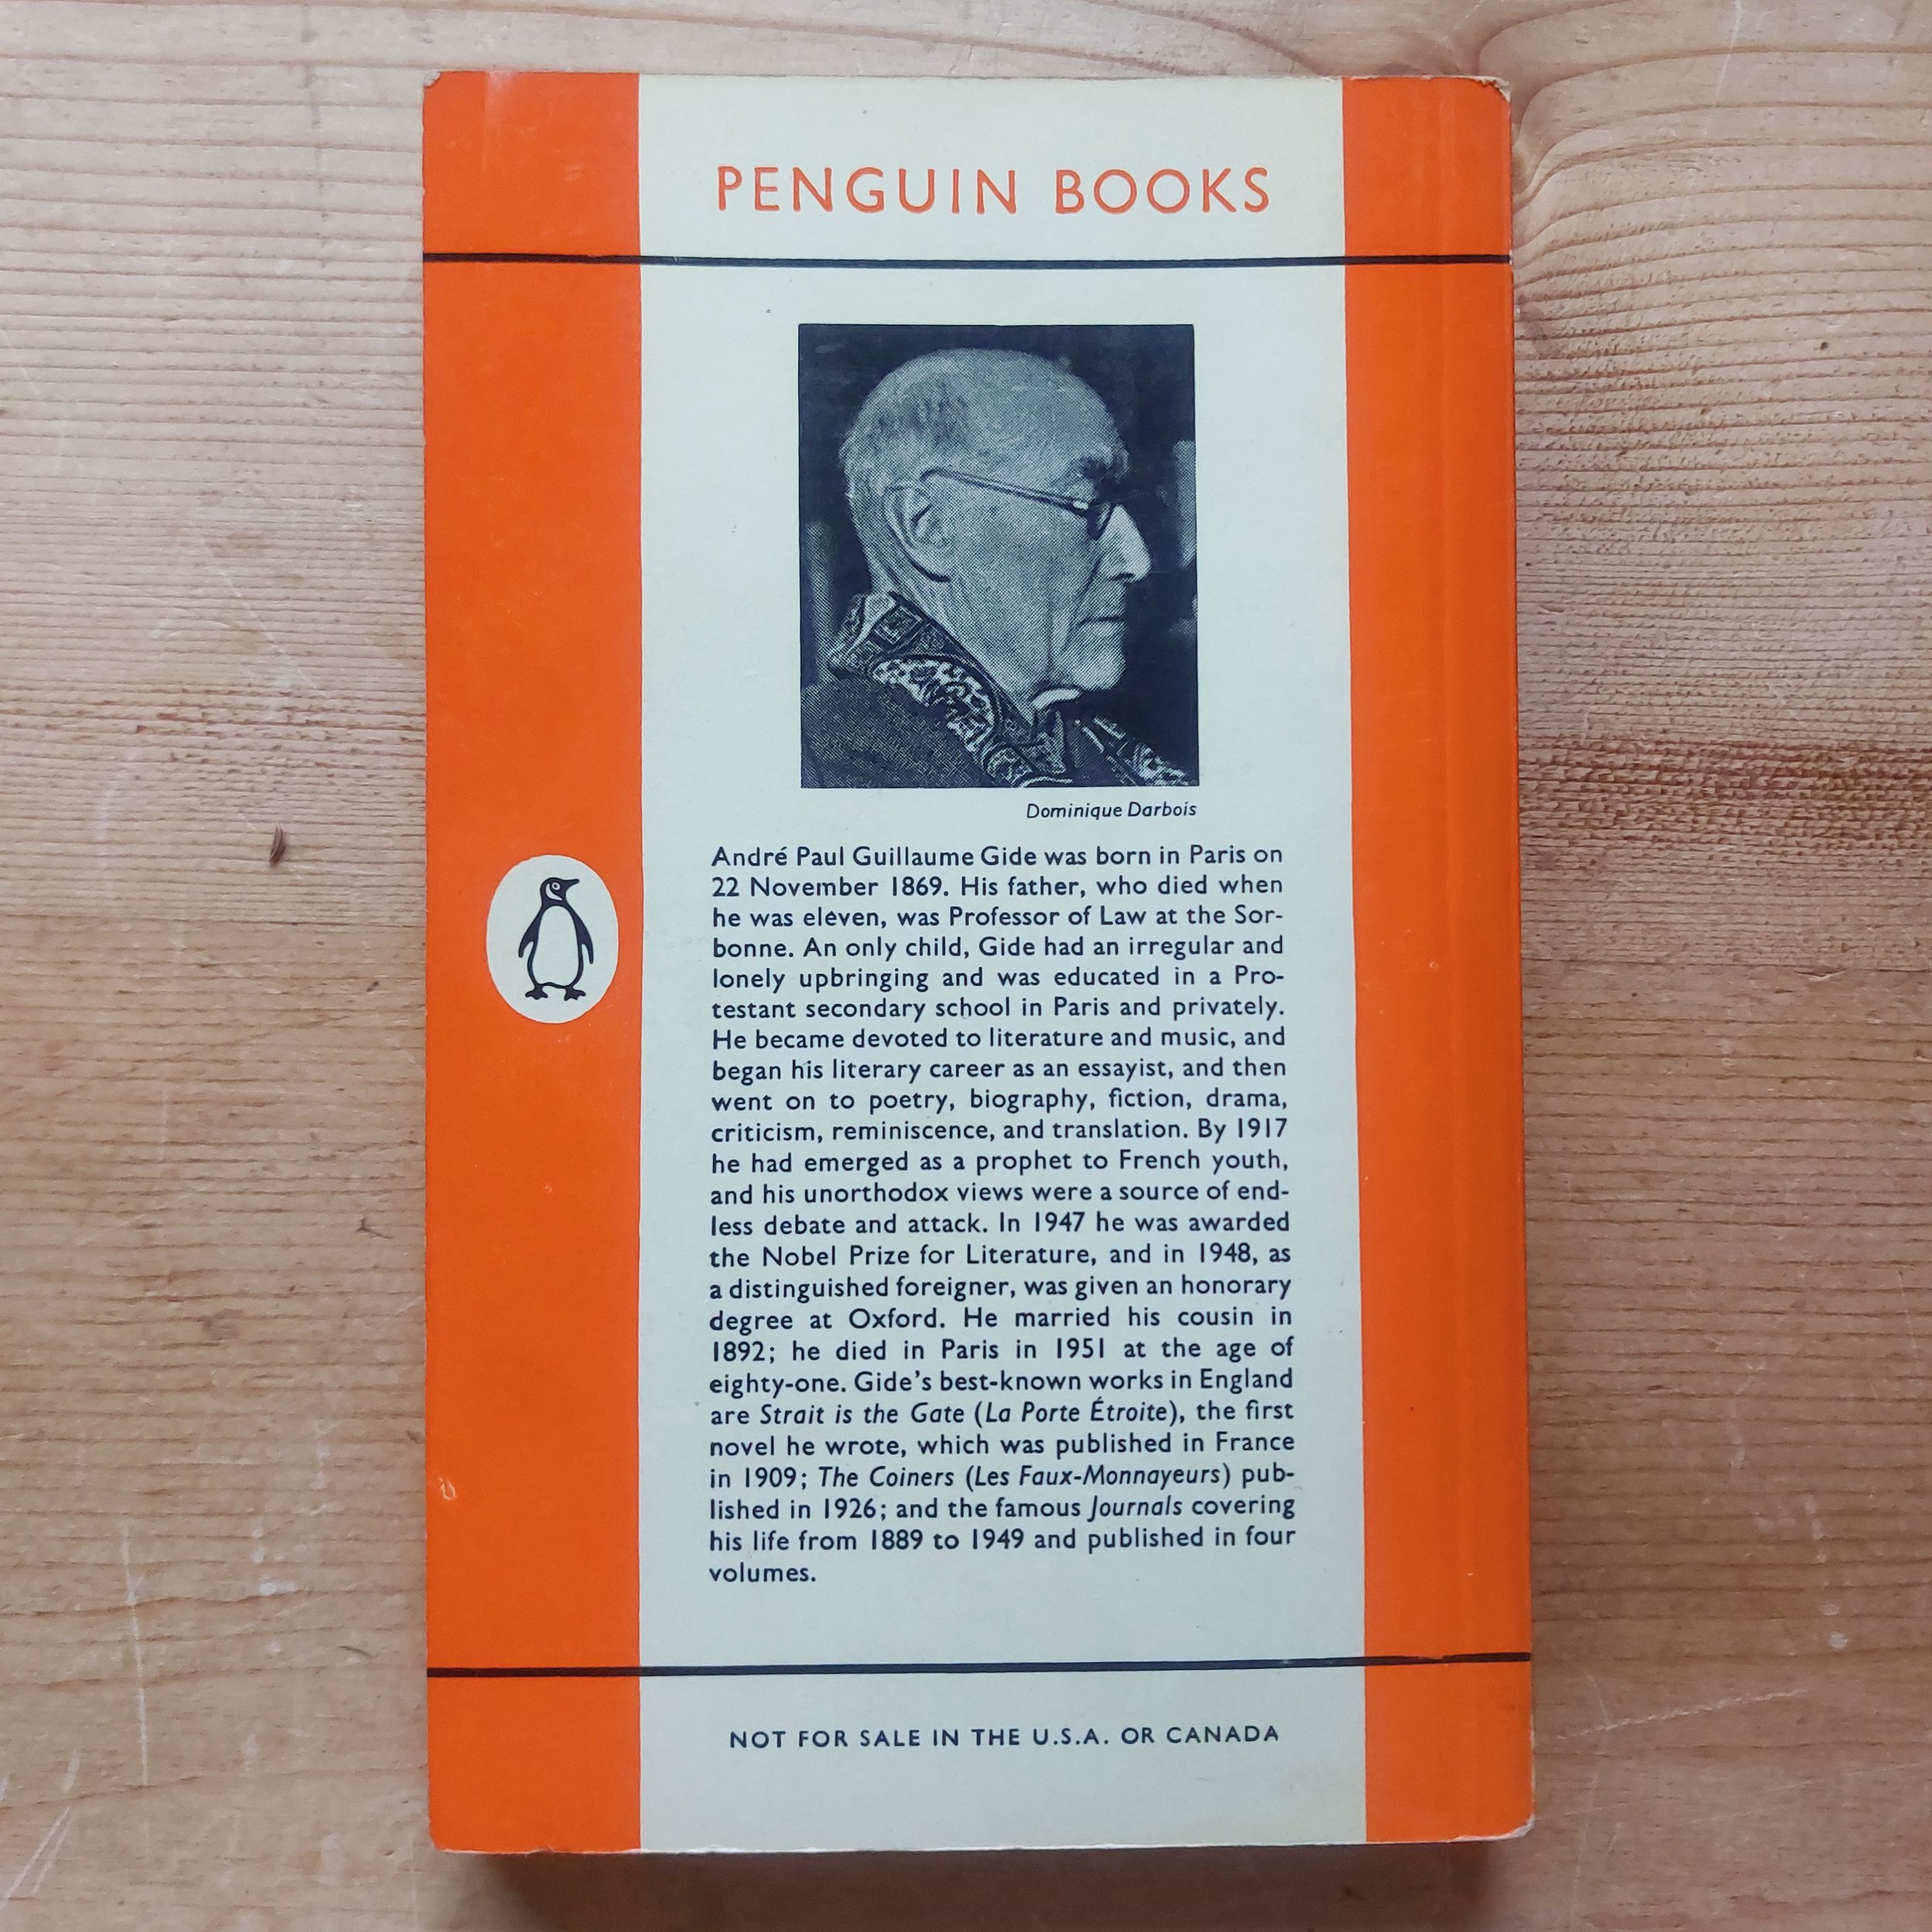 PENGUIN BOOKS
Dominique Darbois
André Paul Guillaume Gide was born in Paris on
22 November 1869. His father, who died when
he was eleven, was Professor of Law at the Sor-
bonne. An only child, Gide had an irregular and
lonely upbringing and was educated in a Pro-
testant secondary school in Paris and privately.
He became devoted to literature and music, and
began his literary career as an essayist, and then
went on to poetry, biography, fiction, drama,
criticism, reminiscence, and translation. By 1917
he had emerged as a prophet to French youth,
and his unorthodox views were a source of end-
less debate and attack. In 1947 he was awarded
the Nobel Prize for Literature, and in 1948, as
a distinguished foreigner, was given an honorary
degree at Oxford. He married his cousin in
1892; he died in Paris in 1951 at the age of
eighty-one. Gide's best-known works in England
are Strait is the Gate (La Porte Étroite), the first
novel he wrote, which was published in France
in 1909; The Coiners (Les Faux-Monnayeurs) pub-
lished in 1926; and the famous Journals covering
his life from 1889 to 1949 and published in four
volumes.
NOT FOR SALE IN THE U.S.A. OR CANADA